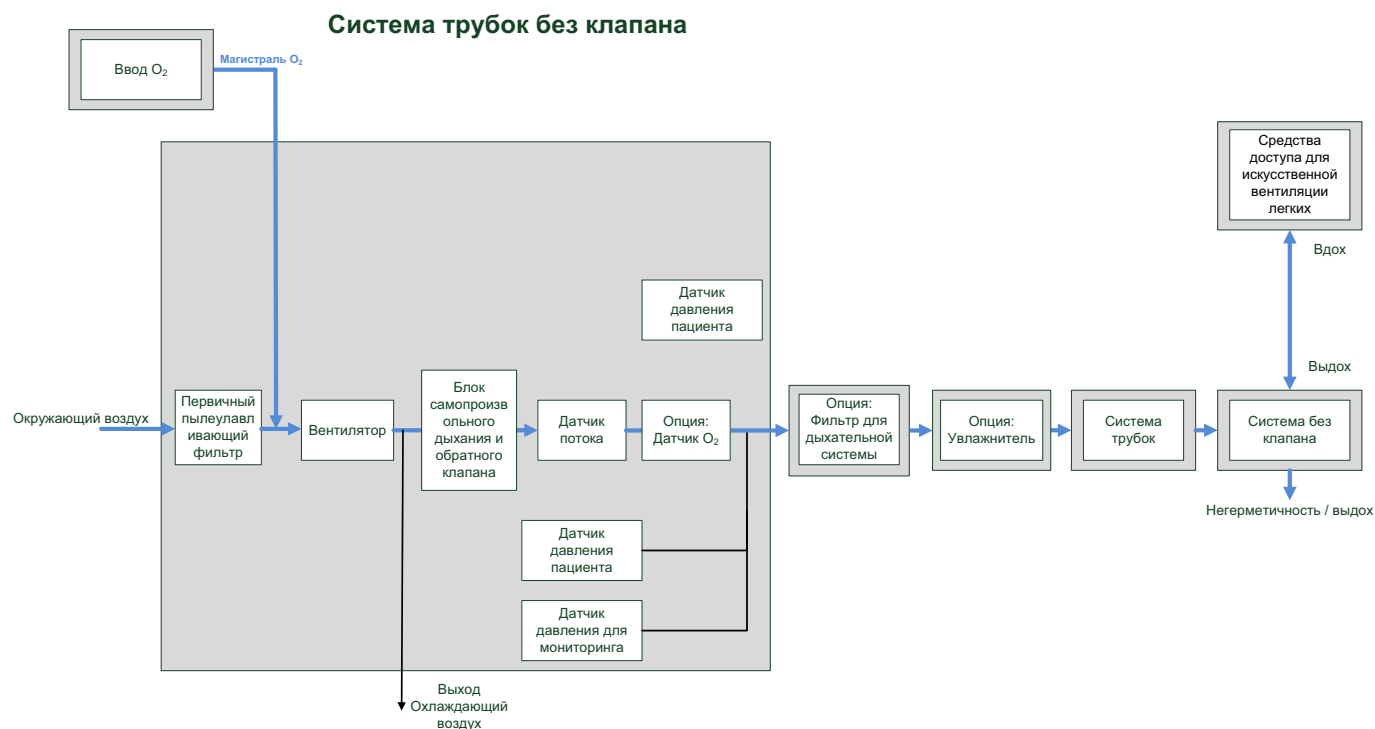 Система трубок без клапана
Ввод O₂
Магистраль O₂
Средства
доступа для
искусственной
вентиляции
легких
Вдох
Датчик
давления
пациента
Выдох
Окружающий воздух
Первичный
пылеулавл
ивающий
фильтр
Вентилятор
Блок
самопроизв
ольного
дыхания и
обратного
клапана
Датчик
потока
Опция:
Датчик O₂
Опция:
Фильтр для
дыхательной
системы
Опция:
Увлажнитель
Система
трубок
Система без
клапана
Негерметичность / выдох
Датчик
давления
пациента
Датчик
давления для
мониторинга
Выход
Охлаждающий
воздух